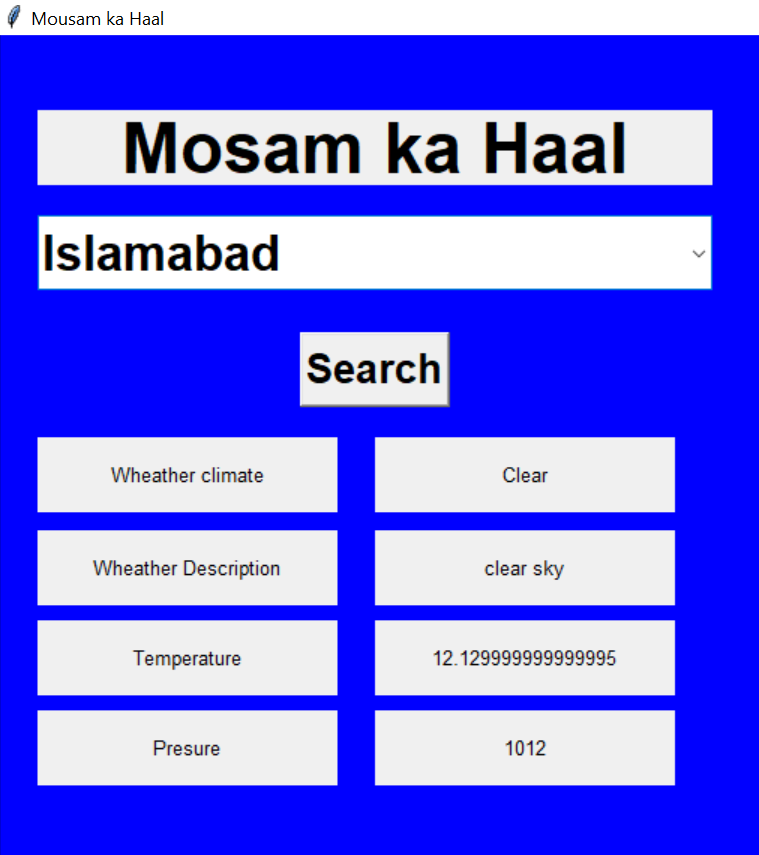 Mousam ka Haal
Mosam ka Haal
Islamabad
Search
Wheather climate
Clear
Wheather Description
clear sky
Temperature
12.129999999999995
Presure
1012